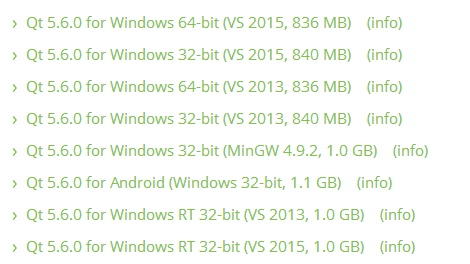 › Qt 5.6.0 for Windows 64-bit (VS 2015, 836 MB) (info)
› Qt 5.6.0 for Windows 32-bit (VS 2015, 840 MB) (info)
› Qt 5.6.0 for Windows 64-bit (VS 2013, 836 MB) (info)
› Qt 5.6.0 for Windows 32-bit (VS 2013, 840 MB) (info)
› Qt 5.6.0 for Windows 32-bit (MinGW 4.9.2, 1.0 GB) (info)
› Qt 5.6.0 for Android (Windows 32-bit, 1.1 GB) (info)
› Qt 5.6.0 for Windows RT 32-bit (VS 2013, 1.0 GB) (info)
› Qt 5.6.0 for Windows RT 32-bit (VS 2015, 1.0 GB) (info)